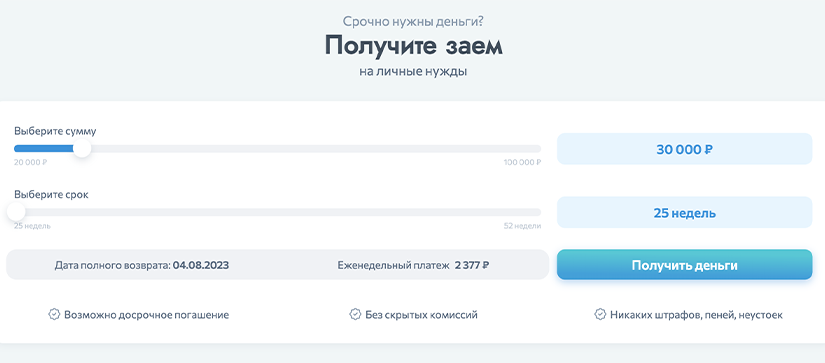 Срочно нужны деньги?
Получите заем
на личные нужды
Выберите сумму
30 000 ₽
20 000 ₽ 100 000 ₽
Выберите срок
25 недель
25 недель 52 недели
Дата полного возврата: 04.08.2023 Еженедельный платеж 2 377 ₽ Получить деньги
Возможно досрочное погашение Без скрытых комиссий Никаких штрафов, пеней, неустоек